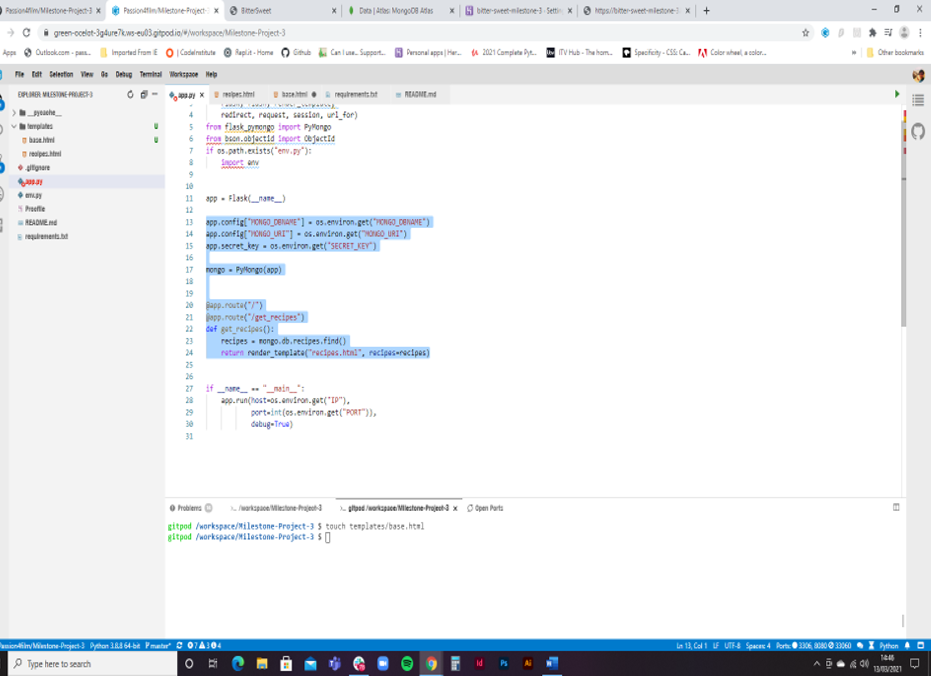 Passion4film/Milestone-Project-3
Passion4film/Milestone-Project-
BitterSweet
Data | Atlas: MongoDB Atlas
bitter-sweet-milestone-3 - Settin
https://bitter-sweet-milestone-3
green-ocelot-3g4ure7k.ws-eu03.gitpod.io/#/workspace/Milestone-Project-3
Apps
Outlook.com - pass...
Imported From IE
CodeInstitute
Repl.it - Home
Github
Can I use... Support...
Personal apps | Her...
2021 Complete Pyt...
ITV Hub - The hom...
Specificity - CSS: Ca...
Color wheel, a color...
Other bookmarks
File Edit Selection View Go Debug Terminal Workspace Help
EXPLORER: MILESTONE-PROJECT-3
app.py
recipes.html
base.html
requirements.txt
README.md
__pycache__
templates
base.html
recipes.html
.gitignore
app.py
env.py
Procfile
README.md
requirements.txt
4 redirect, request, session, url_for)
5 from flask_pymongo import PyMongo
6 from bson.objectid import ObjectId
7 if os.path.exists("env.py"):
8 import env
9
10
11 app = Flask(__name__)
12
13 app.config["MONGO_DBNAME"] = os.environ.get("MONGO_DBNAME")
14 app.config["MONGO_URI"] = os.environ.get("MONGO_URI")
15 app.secret_key = os.environ.get("SECRET_KEY")
16
17 mongo = PyMongo(app)
18
19
20 @app.route("/")
21 @app.route("/get_recipes")
22 def get_recipes():
23 recipes = mongo.db.recipes.find()
24 return render_template("recipes.html", recipes=recipes)
25
26
27 if __name__ == "__main__":
28 app.run(host=os.environ.get("IP"),
29 port=int(os.environ.get("PORT")),
30 debug=True)
31
Problems
/workspace/Milestone-Project-3
gitpod /workspace/Milestone-Project-3
Open Ports
gitpod /workspace/Milestone-Project-3 $ touch templates/base.html
gitpod /workspace/Milestone-Project-3 $
Python 3.8.8 64-bit
master*
Ln 13, Col 1 LF UTF-8 Spaces: 4 Ports: 3306, 8080 33060 Python
Type here to search
14:46
13/03/2021